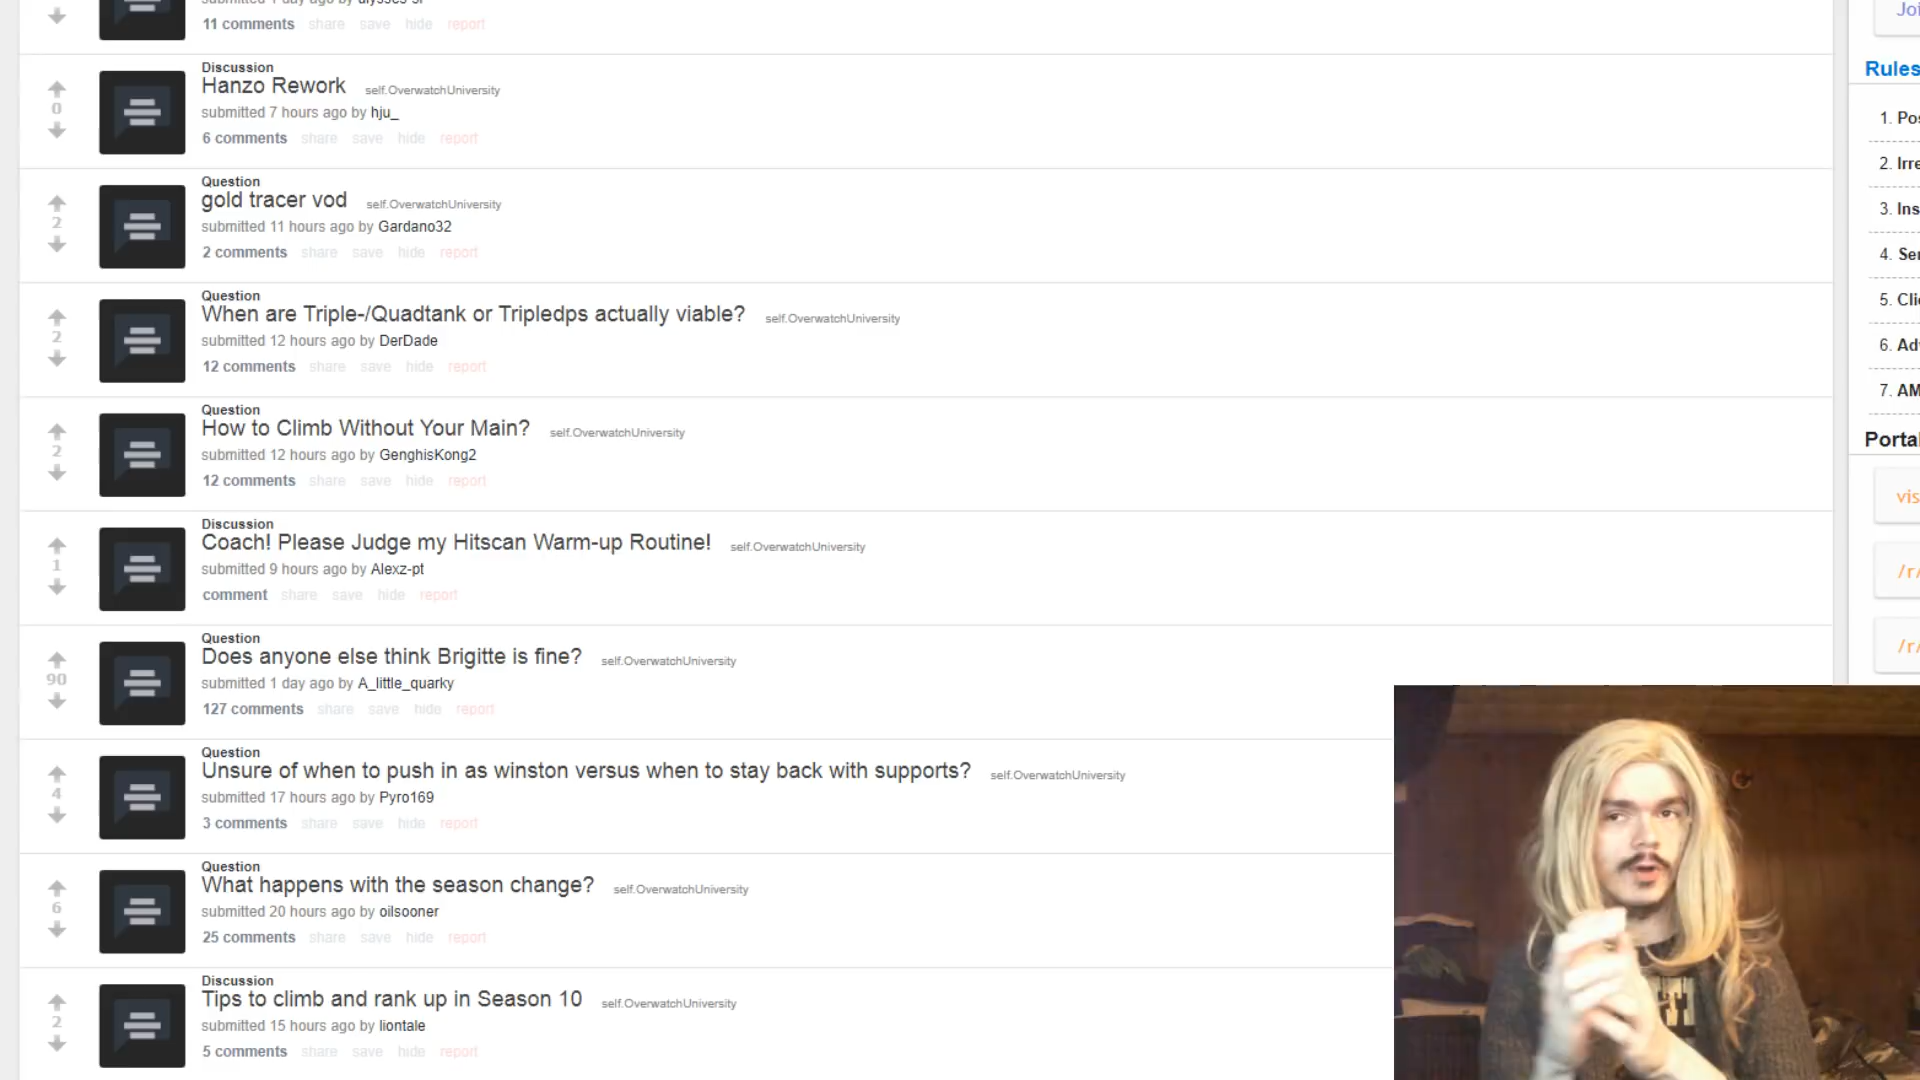 11 comments share save hide report
Discussion
Hanzo Rework self.OverwatchUniversity
0
submitted 7 hours ago by hju_
6 comments share save hide report
Question
gold tracer vod self.OverwatchUniversity
2
submitted 11 hours ago by Gardano32
2 comments share save hide report
Question
When are Triple-/Quadtank or Tripledps actually viable? self.OverwatchUniversity
2
submitted 12 hours ago by DerDade
12 comments share save hide report
Question
How to Climb Without Your Main? self.OverwatchUniversity
2
submitted 12 hours ago by GenghisKong2
12 comments share save hide report
Discussion
Coach! Please Judge my Hitscan Warm-up Routine! self.OverwatchUniversity
1
submitted 9 hours ago by Alexz-pt
comment share save hide report
Question
Does anyone else think Brigitte is fine? self.OverwatchUniversity
90
submitted 1 day ago by A_little_quarky
127 comments share save hide report
Question
Unsure of when to push in as winston versus when to stay back with supports? self.OverwatchUniversity
4
submitted 17 hours ago by Pyro169
3 comments share save hide report
Question
What happens with the season change? self.OverwatchUniversity
6
submitted 20 hours ago by oilsooner
25 comments share save hide report
Discussion
Tips to climb and rank up in Season 10 self.OverwatchUniversity
2
submitted 15 hours ago by liontale
5 comments share save hide report
Joi
Rules
1. Pos
2. Irre
3. Ins
4. Ser
5. Cli
6. Adv
7. AM
Portal
vis
/r/
/r/